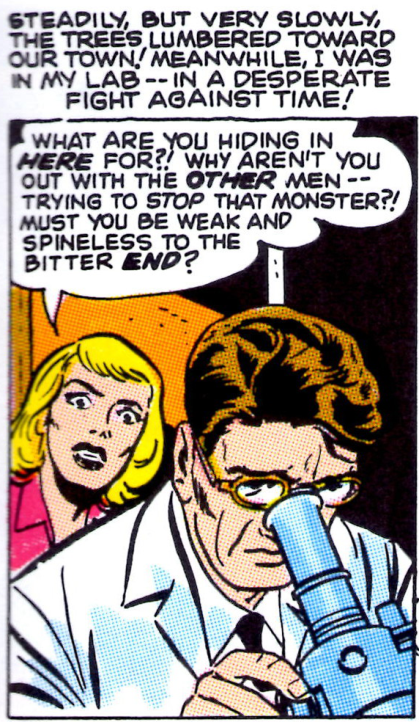 STEADILY, BUT VERY SLOWLY,
THE TREES LUMBERED TOWARD
OUR TOWN! MEANWHILE, I WAS
IN MY LAB -- IN A DESPERATE
FIGHT AGAINST TIME!
WHAT ARE YOU HIDING IN
HERE FOR?! WHY AREN'T YOU
OUT WITH THE OTHER MEN --
TRYING TO STOP THAT MONSTER?!
MUST YOU BE WEAK AND
SPINELESS TO THE
BITTER END?